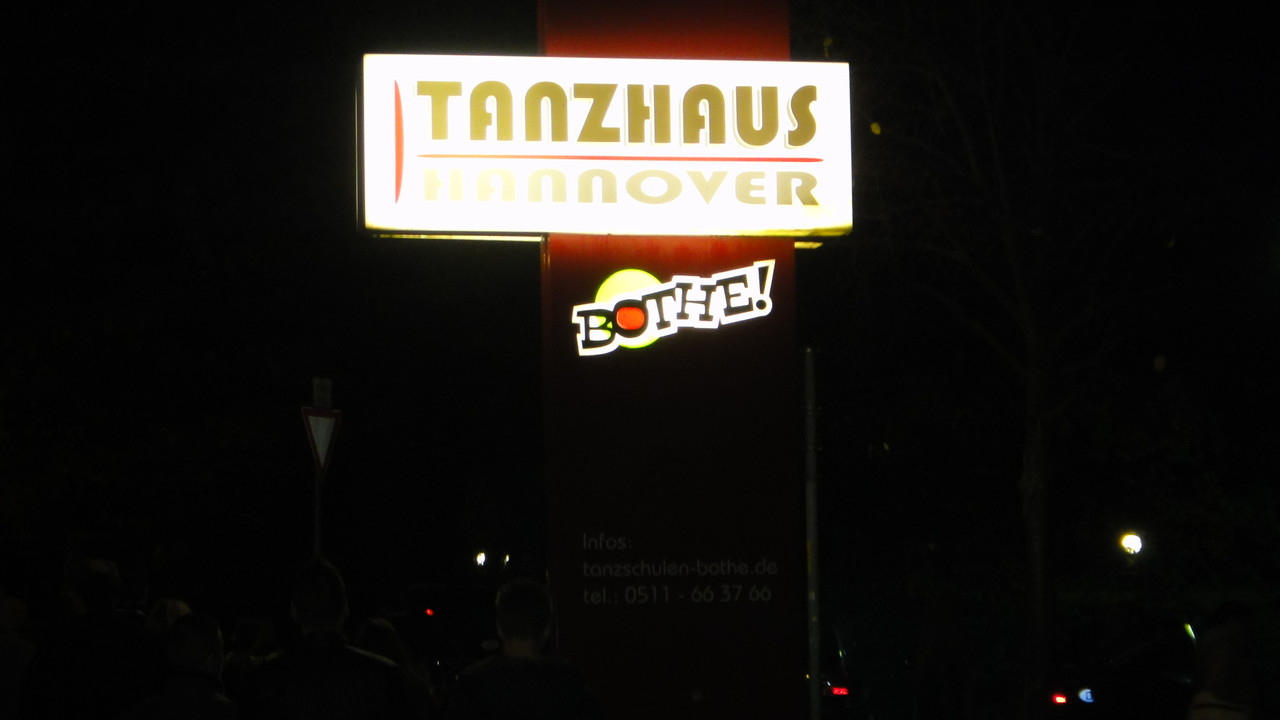 TANZHAUS
HANNOVER
BOTHE!
Infos:
tanzschulen-bothe.de
tel.: 0511 - 66 37 66